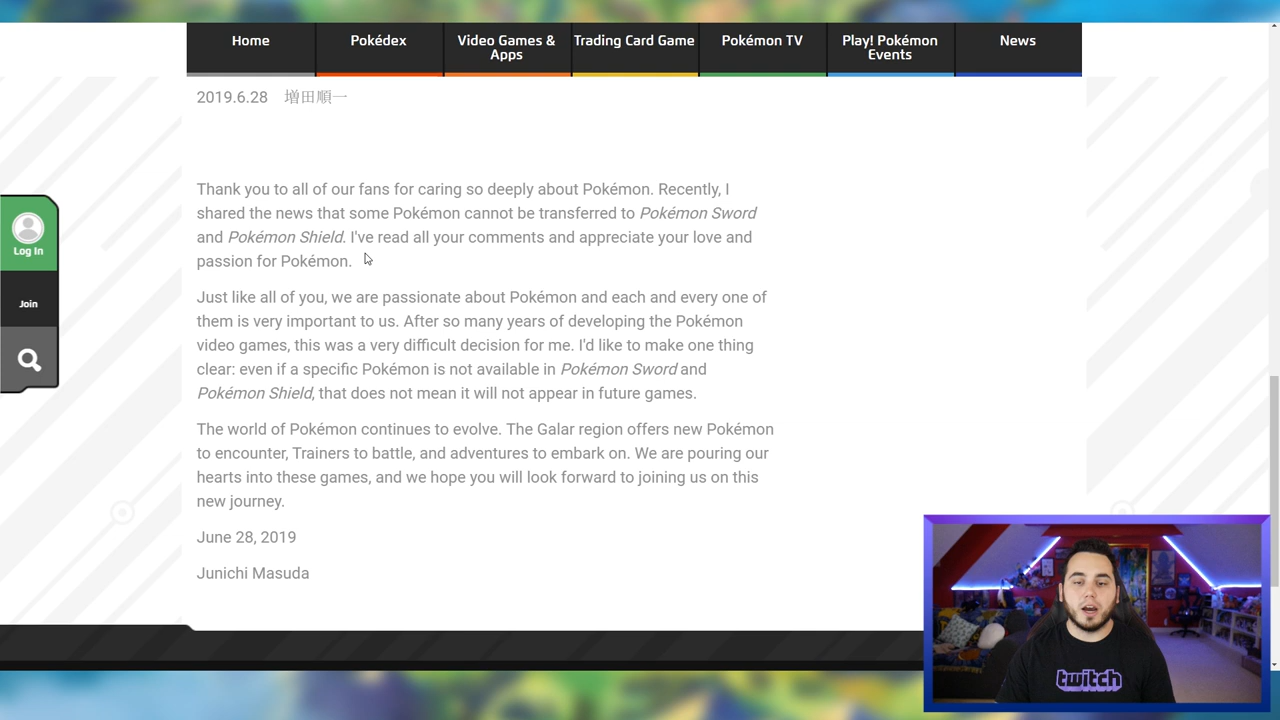 Home
Pokédex
Video Games &
Apps
Trading Card Game
Pokémon TV
Play! Pokémon
Events
News
2019.6.28 増田順一
Log In
Join
Thank you to all of our fans for caring so deeply about Pokémon. Recently, I
shared the news that some Pokémon cannot be transferred to Pokémon Sword
and Pokémon Shield. I've read all your comments and appreciate your love and
passion for Pokémon.
Just like all of you, we are passionate about Pokémon and each and every one of
them is very important to us. After so many years of developing the Pokémon
video games, this was a very difficult decision for me. I'd like to make one thing
clear: even if a specific Pokémon is not available in Pokémon Sword and
Pokémon Shield, that does not mean it will not appear in future games.
The world of Pokémon continues to evolve. The Galar region offers new Pokémon
to encounter, Trainers to battle, and adventures to embark on. We are pouring our
hearts into these games, and we hope you will look forward to joining us on this
new journey.
June 28, 2019
Junichi Masuda
twitch